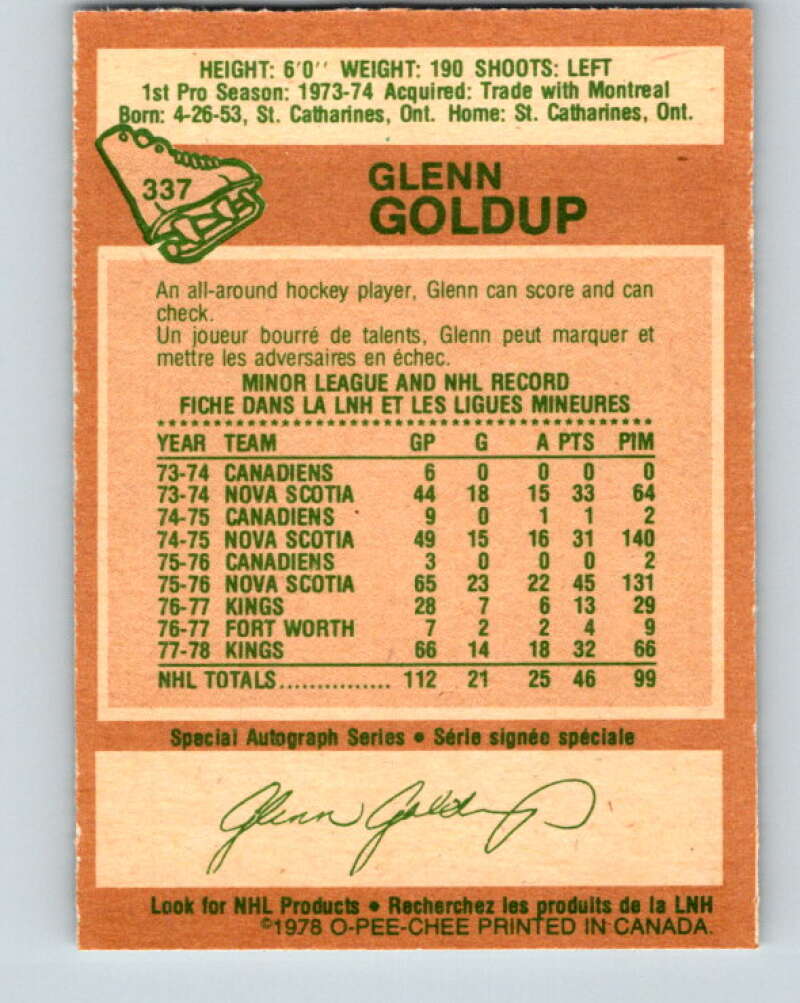 HEIGHT: 6'0'' WEIGHT: 190 SHOOTS: LEFT
1st Pro Season: 1973-74 Acquired: Trade with Montreal
Born: 4-26-53, St. Catharines, Ont. Home: St. Catharines, Ont.
337
GLENN
GOLDUP
An all-around hockey player, Glenn can score and can
check.
Un joueur bourré de talents, Glenn peut marquer et
mettre les adversaires en échec.
MINOR LEAGUE AND NHL RECORD
FICHE DANS LA LNH ET LES LIGUES MINEURES
YEAR TEAM GP G A PTS PIM
73-74 CANADIENS 6 0 0 0 0
73-74 NOVA SCOTIA 44 18 15 33 64
74-75 CANADIENS 9 0 1 1 2
74-75 NOVA SCOTIA 49 15 16 31 140
75-76 CANADIENS 3 0 0 0 2
75-76 NOVA SCOTIA 65 23 22 45 131
76-77 KINGS 28 7 6 13 29
76-77 FORT WORTH 7 2 2 4 9
77-78 KINGS 66 14 18 32 66
NHL TOTALS............... 112 21 25 46 99
Special Autograph Series • Série signée spéciale
Glenn Goldup
Look for NHL Products • Recherchez les produits de la LNH
©1978 O-PEE-CHEE PRINTED IN CANADA.